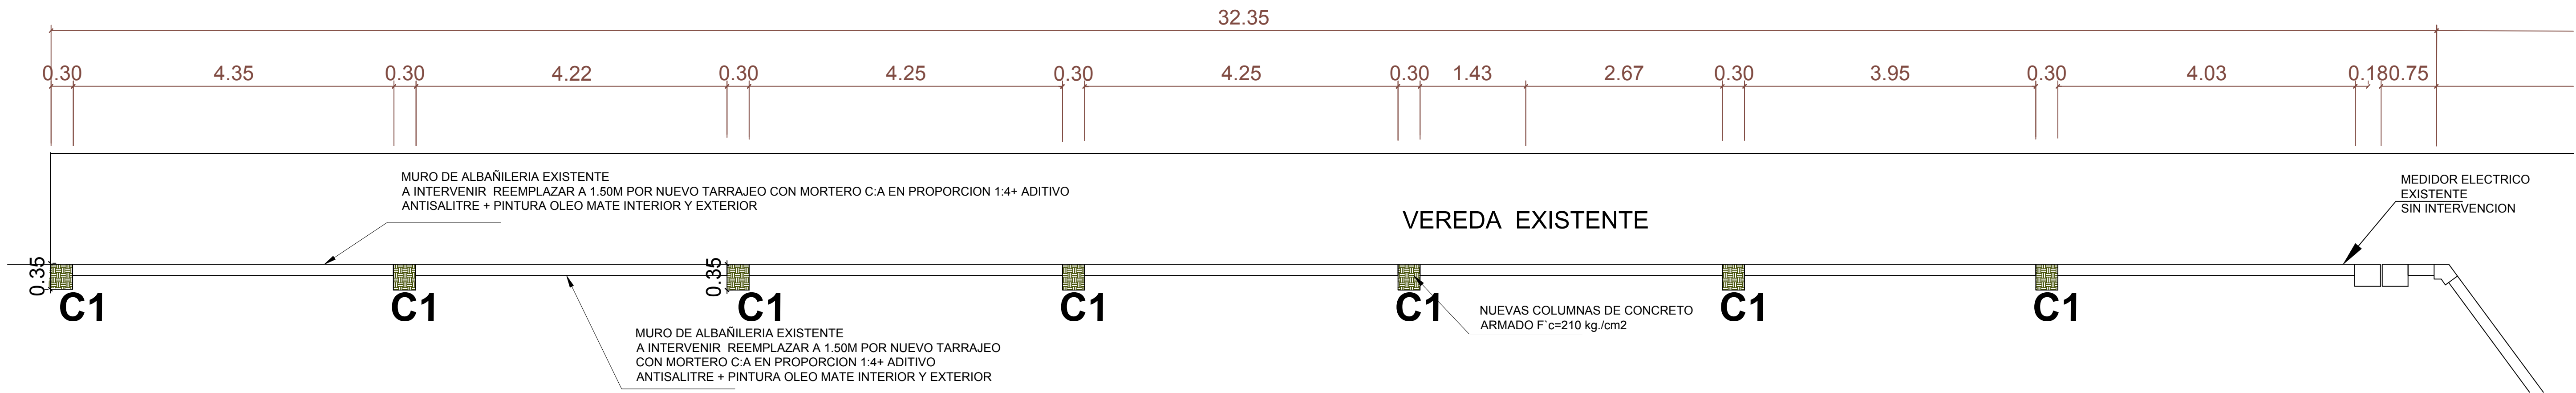 32.35
0.30 4.35 0.30 4.22 0.30 4.25 0.30 4.25 0.30 1.43 2.67 0.30 3.95 0.30 4.03 0.18 0.75
MURO DE ALBAÑILERIA EXISTENTE
A INTERVENIR REEMPLAZAR A 1.50M POR NUEVO TARRAJEO CON MORTERO C:A EN PROPORCION 1:4+ ADITIVO
ANTISALITRE + PINTURA OLEO MATE INTERIOR Y EXTERIOR
MEDIDOR ELECTRICO
EXISTENTE
SIN INTERVENCION
VEREDA EXISTENTE
0.35
0.35
C1 C1 C1 C1 C1 C1 C1
NUEVAS COLUMNAS DE CONCRETO
ARMADO F`c=210 kg./cm2
MURO DE ALBAÑILERIA EXISTENTE
A INTERVENIR REEMPLAZAR A 1.50M POR NUEVO TARRAJEO
CON MORTERO C:A EN PROPORCION 1:4+ ADITIVO
ANTISALITRE + PINTURA OLEO MATE INTERIOR Y EXTERIOR